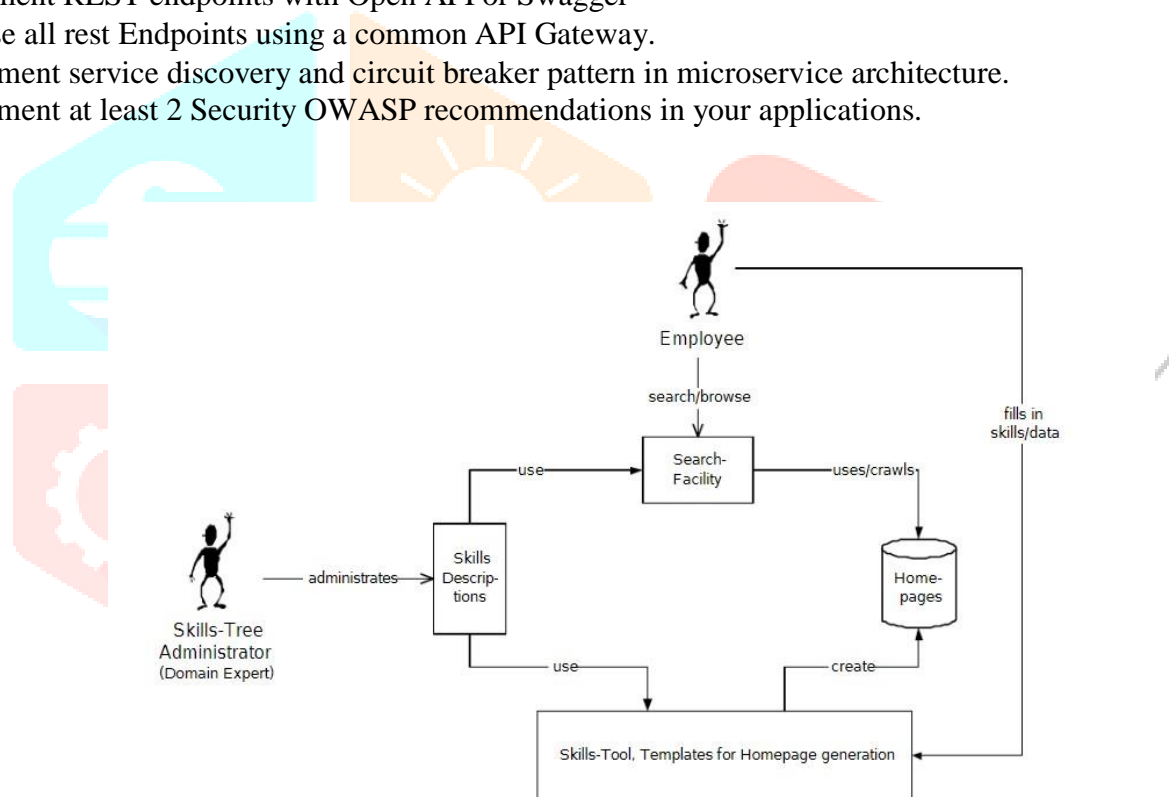 ment REST endpoints with Open API or Swagger
se all rest Endpoints using a common API Gateway.
ment service discovery and circuit breaker pattern in microservice architecture.
ment at least 2 Security OWASP recommendations in your applications.
Employee
search/browse
fills in
skills/data
Search-
Facility
use
uses/crawls
Skills
Descrip-
tions
administrates
Home-
pages
Skills-Tree
Administrator
(Domain Expert)
use
create
Skills-Tool, Templates for Homepage generation